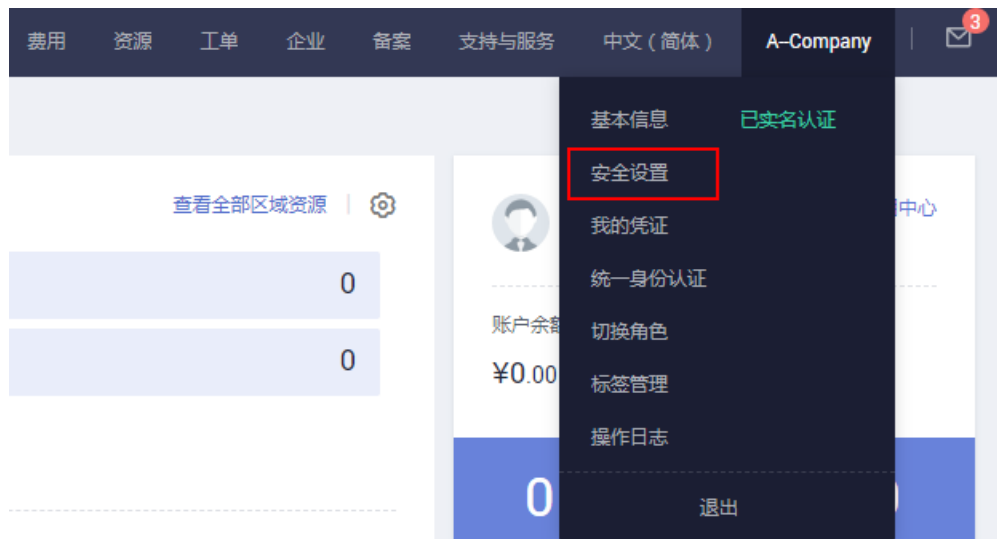 费用 资源 工单 企业 备案 支持与服务 中文（简体） A–Company 3
基本信息 已实名认证
安全设置
查看全部区域资源
中心
我的凭证
0
统一身份认证
账户余
切换角色
0
¥0.00
标签管理
操作日志
0
退出